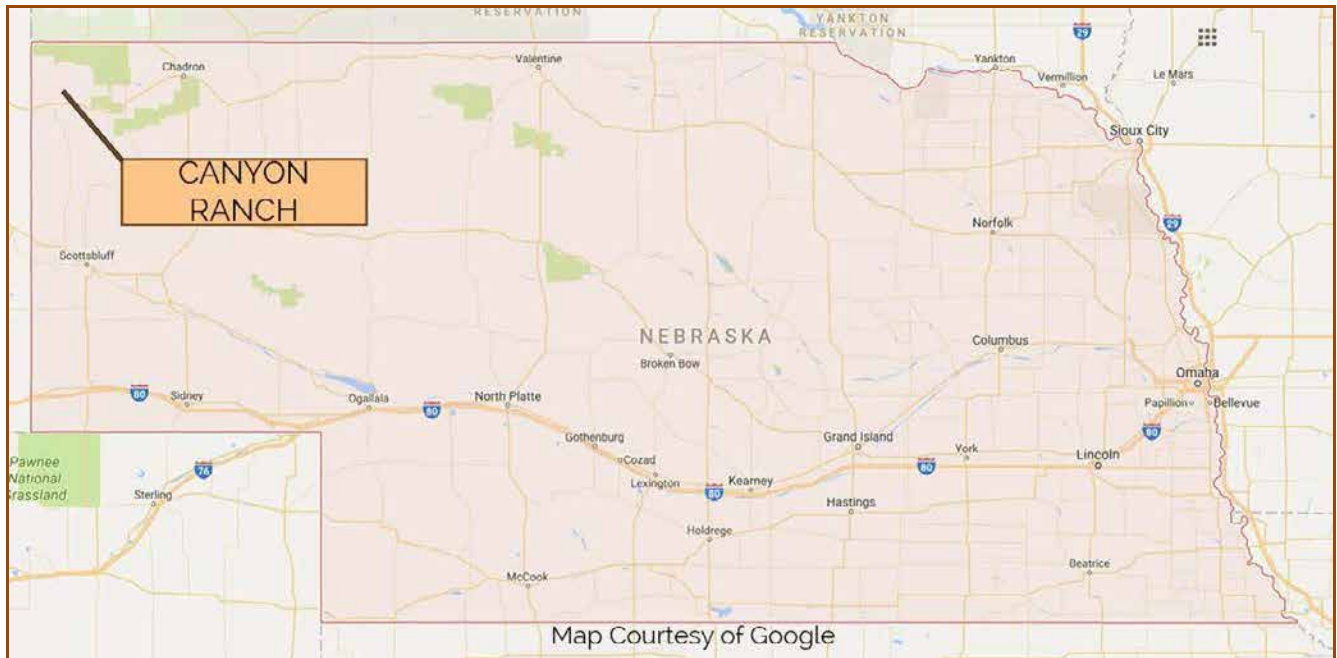 RESERVATION
YANKTON
RESERVATION
29
Chadron
Valentine
Yankton
Vermillion
Le Mars
Sioux City
CANYON
RANCH
Norfolk
29
Scottsbluff
NEBRASKA
Broken Bow
Columbus
Omaha
80
Sidney
Ogallala
80
North Platte
Papillion
Bellevue
80
Gothenburg
Grand Island
York
Lincoln
Pawnee
National
Grassland
76
Cozad
80
Sterling
Lexington
80
Kearney
Hastings
Holdrege
McCook
Beatrice
Map Courtesy of Google